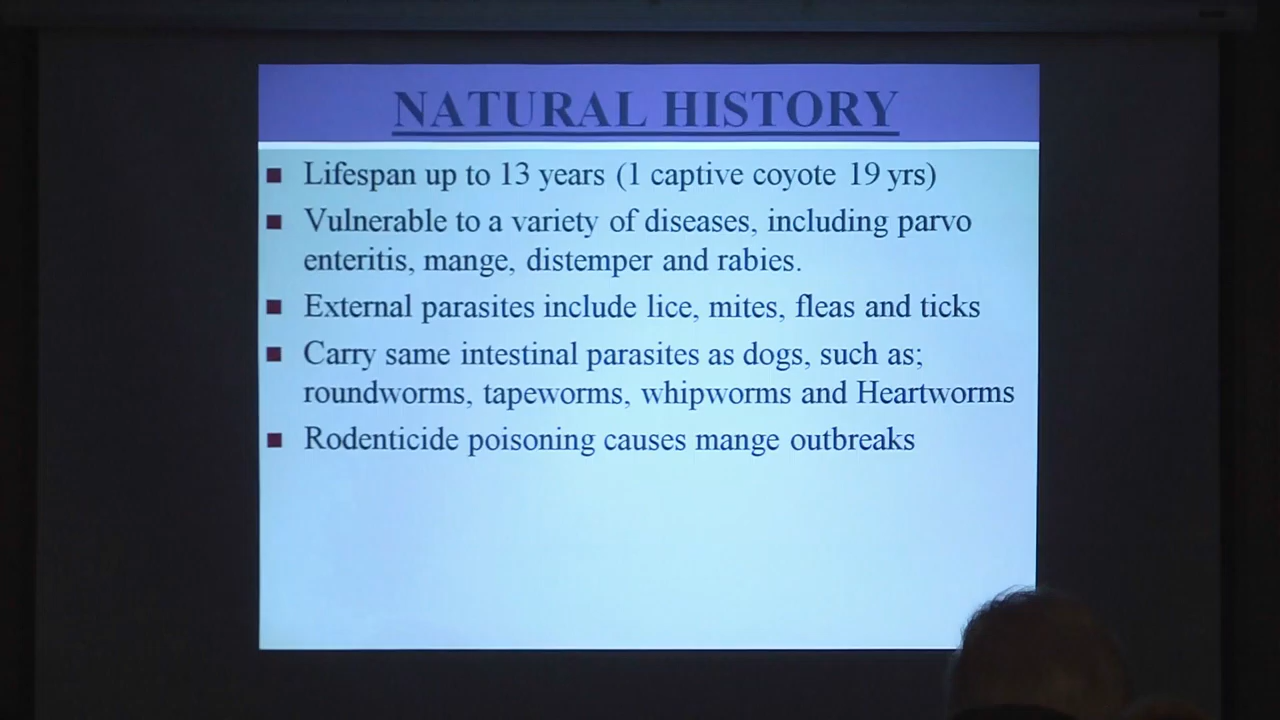 NATURAL HISTORY
Lifespan up to 13 years (1 captive coyote 19 yrs)
Vulnerable to a variety of diseases, including parvo
enteritis, mange, distemper and rabies.
External parasites include lice, mites, fleas and ticks
Carry same intestinal parasites as dogs, such as;
roundworms, tapeworms, whipworms and Heartworms
Rodenticide poisoning causes mange outbreaks